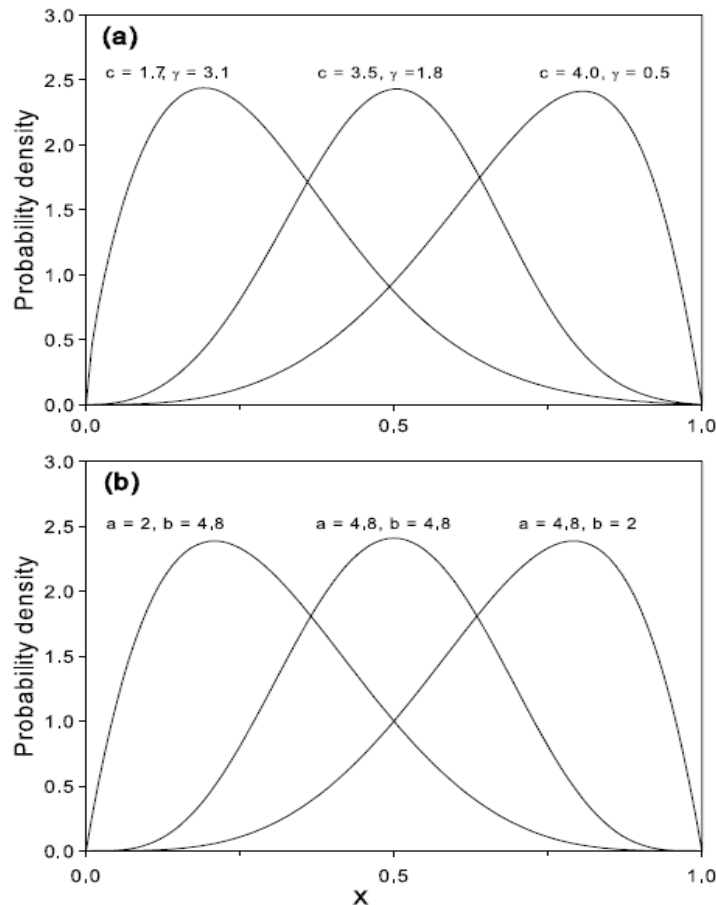 3.0
(a)
c = 1.7, γ = 3.1 c = 3.5, γ =1.8 c = 4.0, γ = 0.5
2.5
2.0
1.5
1.0
0.5
0.0
Probability density
0.0 0.5 1.0
3.0
(b)
a = 2, b = 4.8 a = 4.8, b = 4.8 a = 4.8, b = 2
2.5
2.0
1.5
1.0
0.5
0.0
Probability density
0.0 0.5 1.0
x